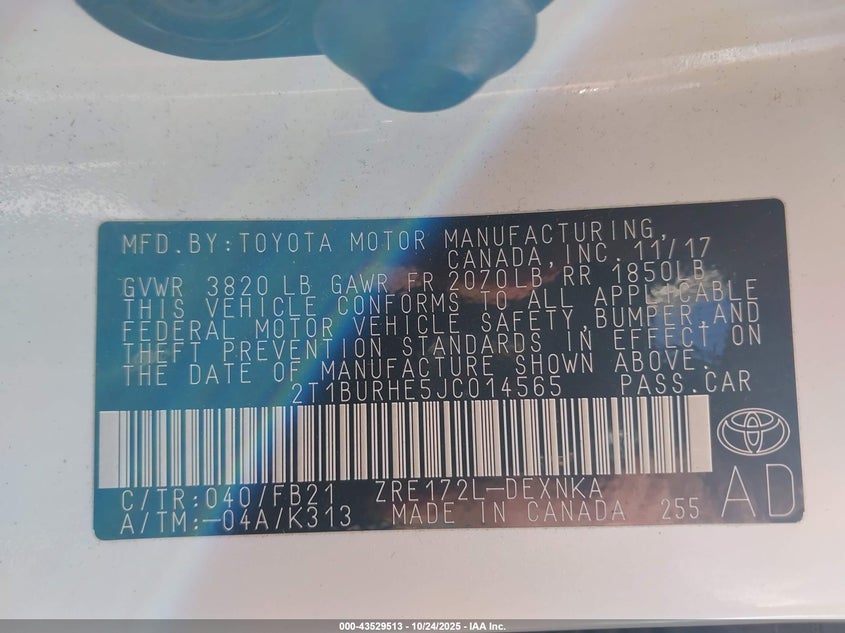 MFD.BY:TOYOTA MOTOR MANUFACTURING,
CANADA,INC. 11/17
GVWR 3820 LB GAWR FR 2070LB RR 1850LB
THIS VEHICLE CONFORMS TO ALL APPLICABLE
FEDERAL MOTOR VEHICLE SAFETY,BUMPER,AND
THEFT PREVENTION STANDARDS IN EFFECT ON
THE DATE OF MANUFACTURE SHOWN ABOVE.
2T1BURHE5JC014565 PASS.CAR
C/TR:040/FB21 ZRE172L-DEXNKA
A/TM:-04A/K313 MADE IN CANADA 255
AD
000-43529513 - 10/24/2025 - IAA Inc.